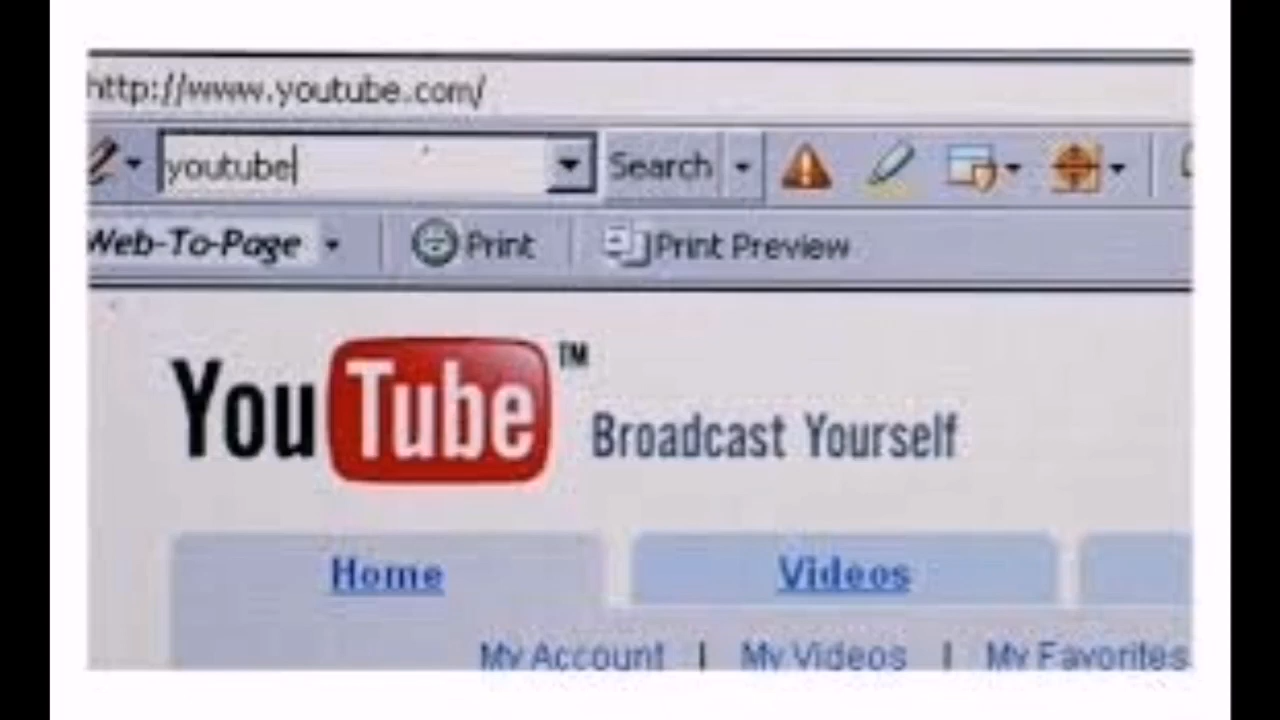 http://www.youtube.com/
youtube Search
Web-To-Page Print Print Preview
YouTube™ Broadcast Yourself
Home Videos
My Account | My Videos | My Favorites